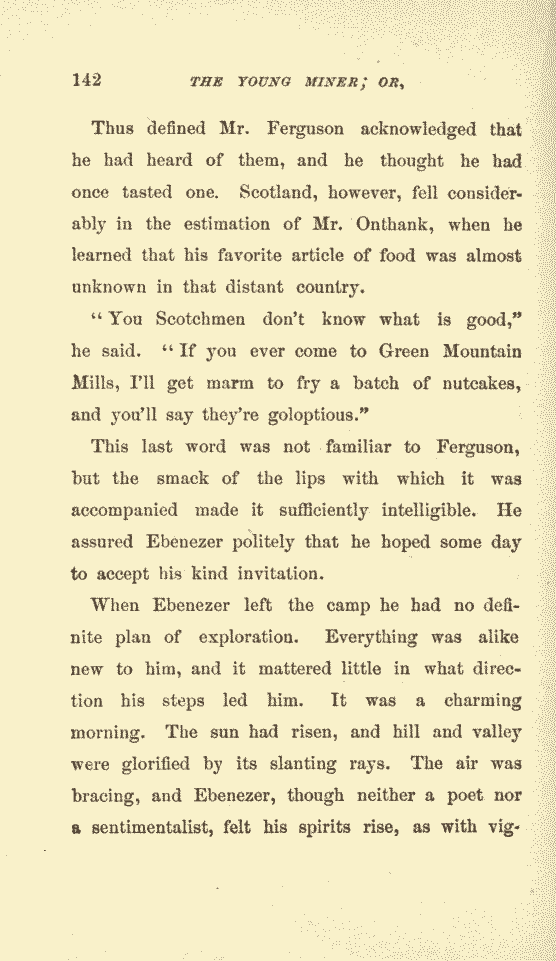 142 THE YOUNG MINER; OR,
Thus defined Mr. Ferguson acknowledged that
he had heard of them, and he thought he had
once tasted one. Scotland, however, fell consider-
ably in the estimation of Mr. Onthank, when he
learned that his favorite article of food was almost
unknown in that distant country.
“You Scotchmen don't know what is good,”
he said. “If you ever come to Green Mountain
Mills, I'll get marm to fry a batch of nutcakes,
and you'll say they're goloptious.”
This last word was not familiar to Ferguson,
but the smack of the lips with which it was
accompanied made it sufficiently intelligible. He
assured Ebenezer politely that he hoped some day
to accept his kind invitation.
When Ebenezer left the camp he had no defi-
nite plan of exploration. Everything was alike
new to him, and it mattered little in what direc-
tion his steps led him. It was a charming
morning. The sun had risen, and hill and valley
were glorified by its slanting rays. The air was
bracing, and Ebenezer, though neither a poet nor
a sentimentalist, felt his spirits rise, as with vig-